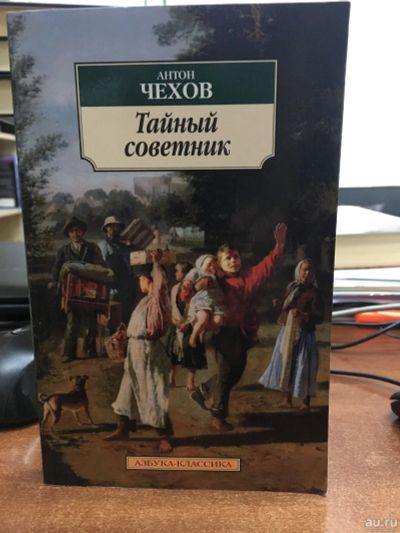 АНТОН
ЧЕХОВ
Тайный
советник
АЗБУКА-КЛАССИКА
au.ru